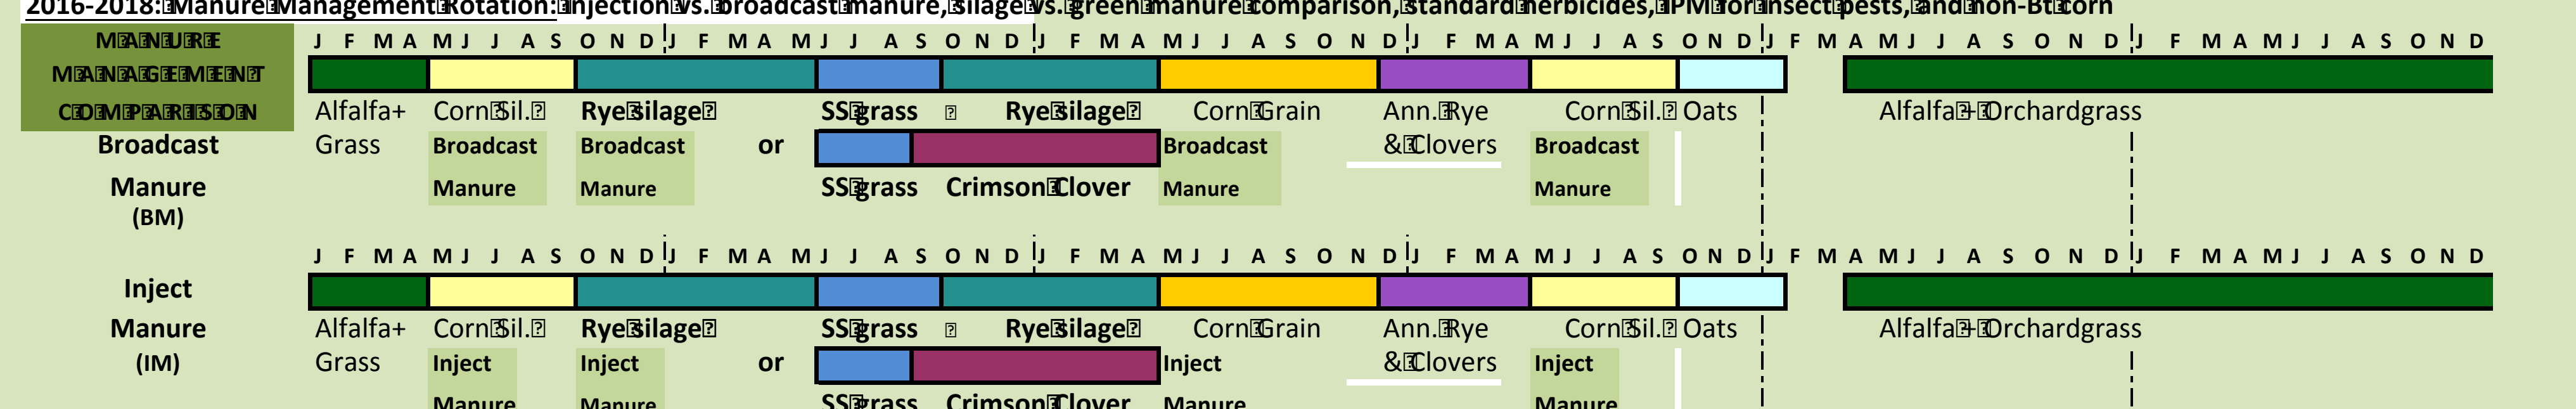 2016-2018: Manure Management Rotation: Injection vs. broadcast manure, silage vs. green manure comparison, standard herbicides, IPM for insect pests, and non-Bt corn
MANURE
MANAGEMENT
COMPARISON
J F M A M J J A S O N D J F M A M J J A S O N D J F M A M J J A S O N D J F M A M J J A S O N D J F M A M J J A S O N D J F M A M J J A S O N D
Alfalfa+ Corn Sil. Rye silage SS grass Rye silage Corn Grain Ann. Rye Corn Sil. Oats Alfalfa + Orchardgrass
Broadcast Grass Broadcast Broadcast or Broadcast & Clovers Broadcast
Manure Manure Manure SS grass Crimson Clover Manure Manure
(BM)
J F M A M J J A S O N D J F M A M J J A S O N D J F M A M J J A S O N D J F M A M J J A S O N D J F M A M J J A S O N D J F M A M J J A S O N D
Inject
Manure Alfalfa+ Corn Sil. Rye silage SS grass Rye silage Corn Grain Ann. Rye Corn Sil. Oats Alfalfa + Orchardgrass
(IM) Grass Inject Inject or Inject & Clovers Inject
Manure Manure SS grass Crimson Clover Manure Manure